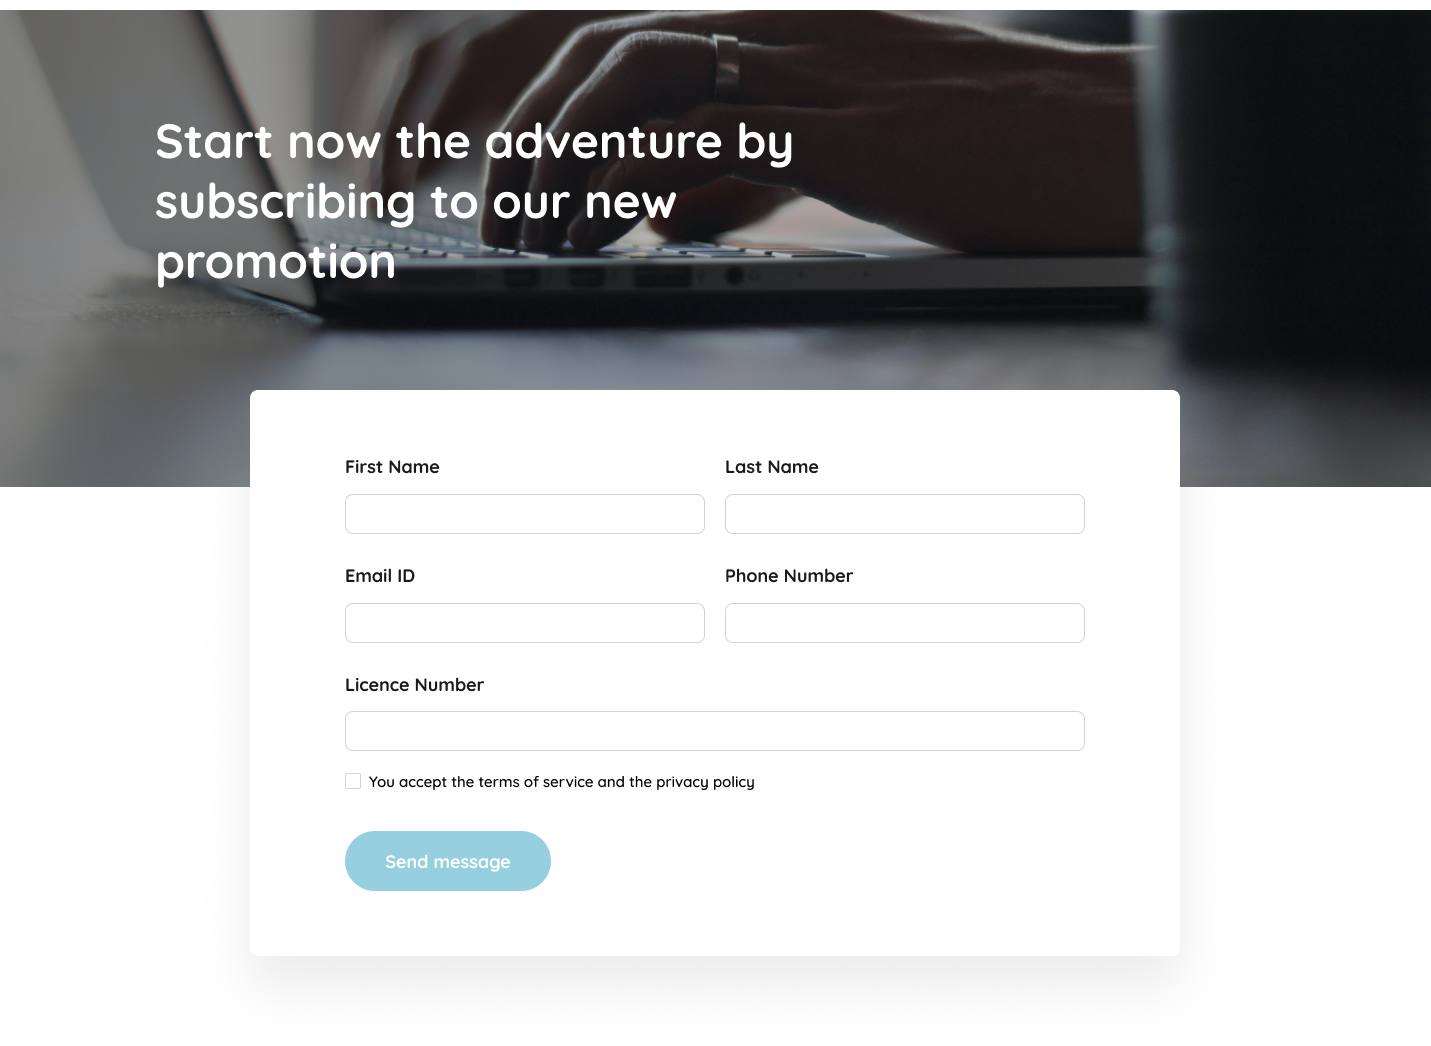 Start now the adventure by
subscribing to our new
promotion
First Name
Last Name
Email ID
Phone Number
Licence Number
You accept the terms of service and the privacy policy
Send message